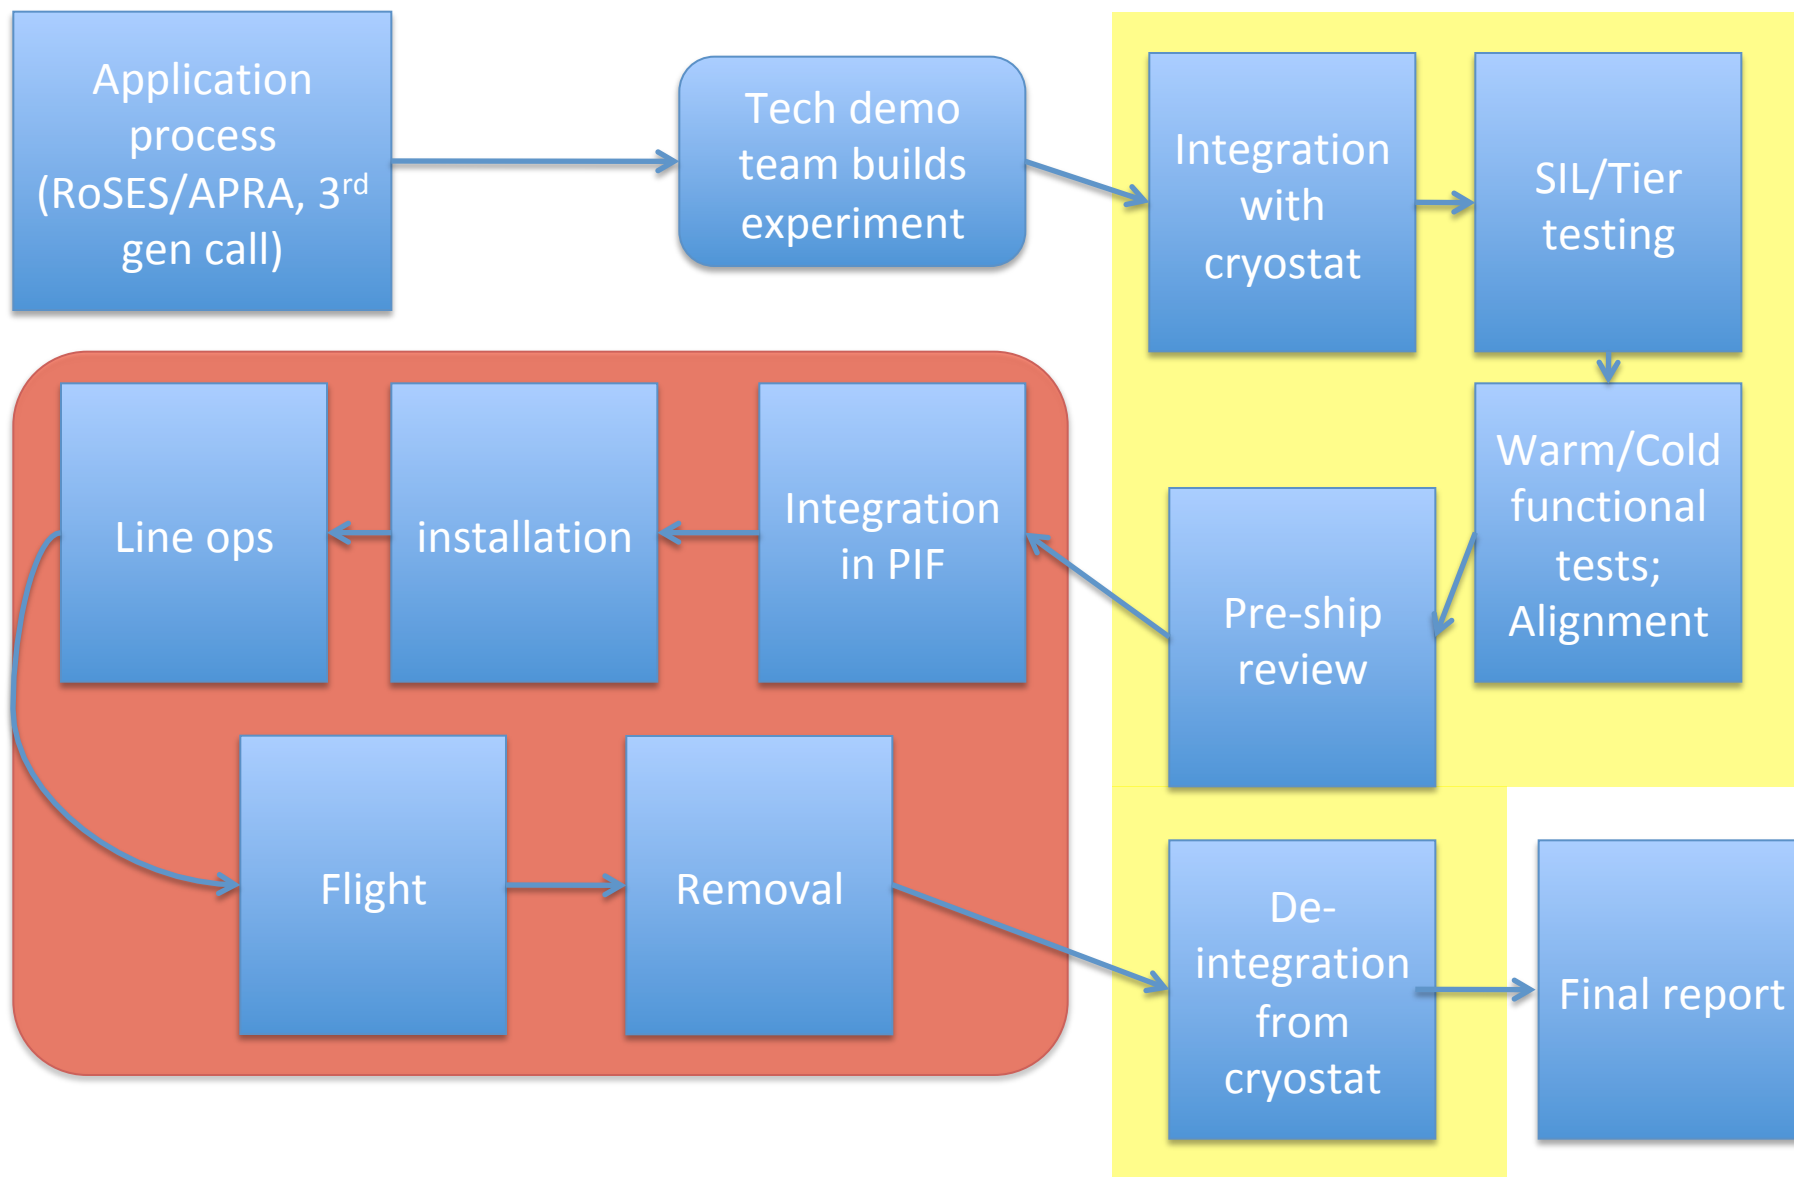 Application
process
(RoSES/APRA, 3rd
gen call)
Tech demo
team builds
experiment
Integration
with
cryostat
SIL/Tier
testing
Warm/Cold
functional
tests;
Alignment
Pre-ship
review
Integration
in PIF
installation
Line ops
Flight
Removal
De-
integration
from
cryostat
Final report